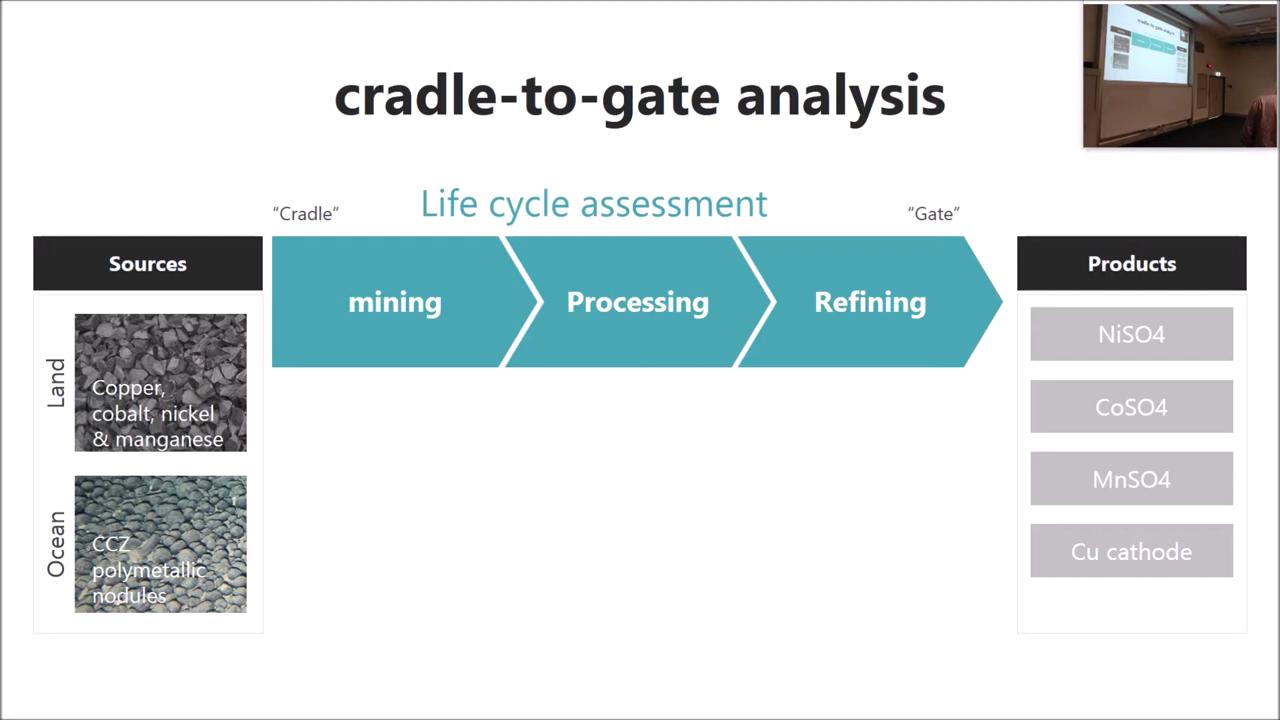 cradle-to-gate analysis
Life cycle assessment
“Cradle”
“Gate”
Sources
mining
Processing
Refining
Products
Land
Copper,
cobalt, nickel
& manganese
Ocean
CCZ
polymetallic
nodules
NiSO4
CoSO4
MnSO4
Cu cathode